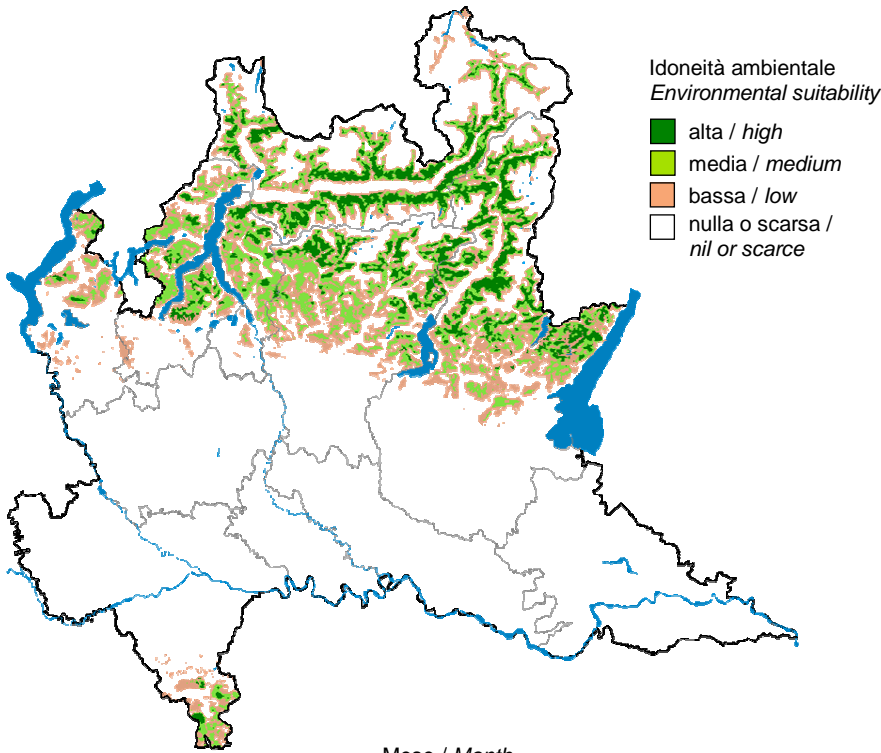 Idoneità ambientale
Environmental suitability
alta / high
media / medium
bassa / low
nulla o scarsa /
nil or scarce
Mese / Month